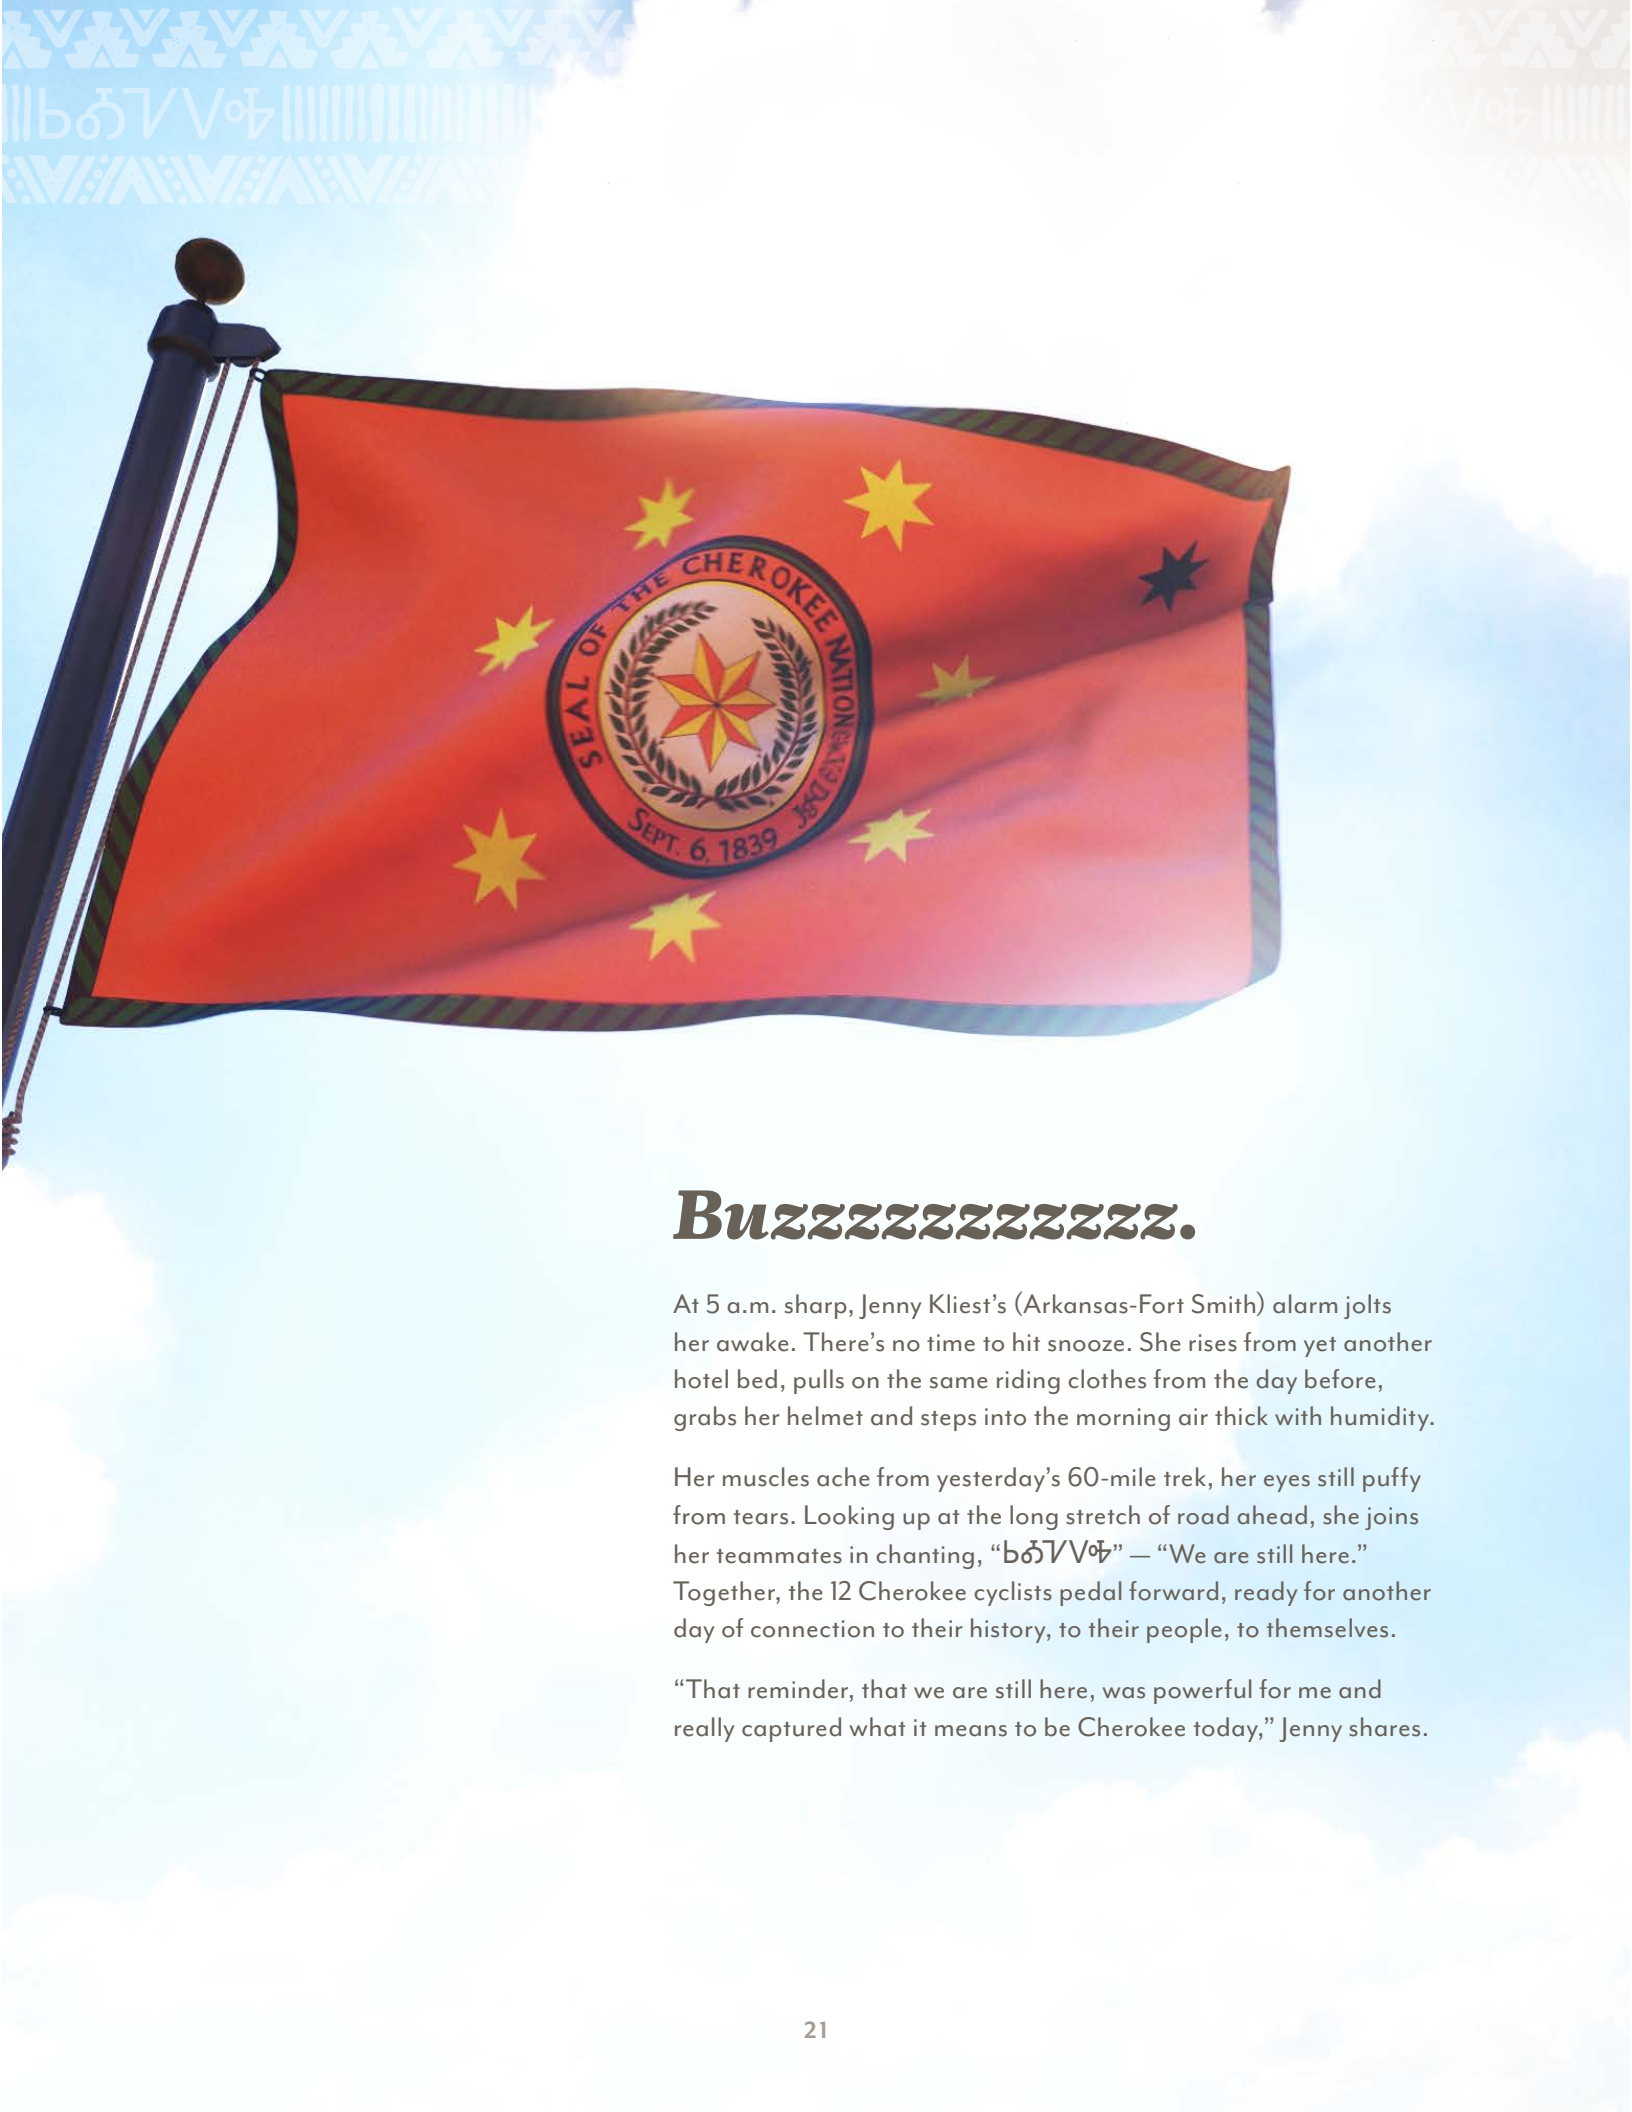 ᏏᎣᏤᏙᎭ ᏙᎭ
SEAL OF THE CHEROKEE NATION
SEPT. 6, 1839
Buzzzzzzzzzzz.
At 5 a.m. sharp, Jenny Kliest’s (Arkansas-Fort Smith) alarm jolts
her awake. There’s no time to hit snooze. She rises from yet another
hotel bed, pulls on the same riding clothes from the day before,
grabs her helmet and steps into the morning air thick with humidity.
Her muscles ache from yesterday’s 60-mile trek, her eyes still puffy
from tears. Looking up at the long stretch of road ahead, she joins
her teammates in chanting, “ᏏᎣᏤᏙᎭ” — “We are still here.”
Together, the 12 Cherokee cyclists pedal forward, ready for another
day of connection to their history, to their people, to themselves.
“That reminder, that we are still here, was powerful for me and
really captured what it means to be Cherokee today,” Jenny shares.
21